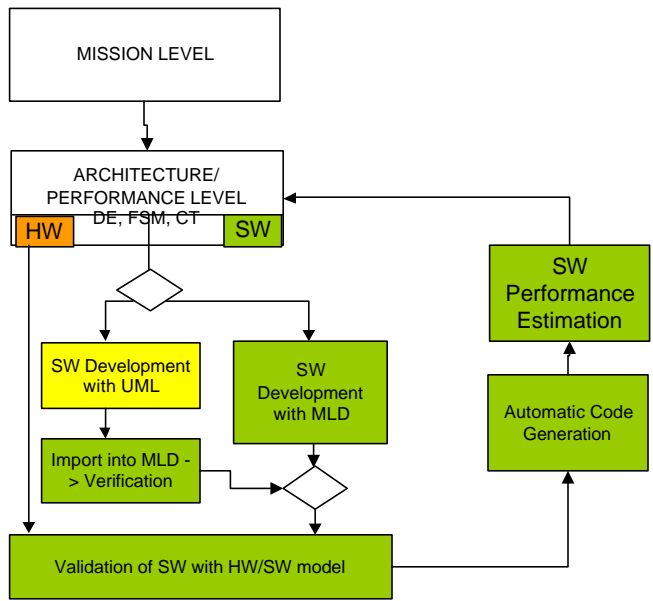 MISSION LEVEL
ARCHITECTURE/
PERFORMANCE LEVEL
DE, FSM, CT
HW
SW
SW
Performance
Estimation
SW Development
with UML
SW
Development
with MLD
Automatic Code
Generation
Import into MLD -
> Verification
Validation of SW with HW/SW model